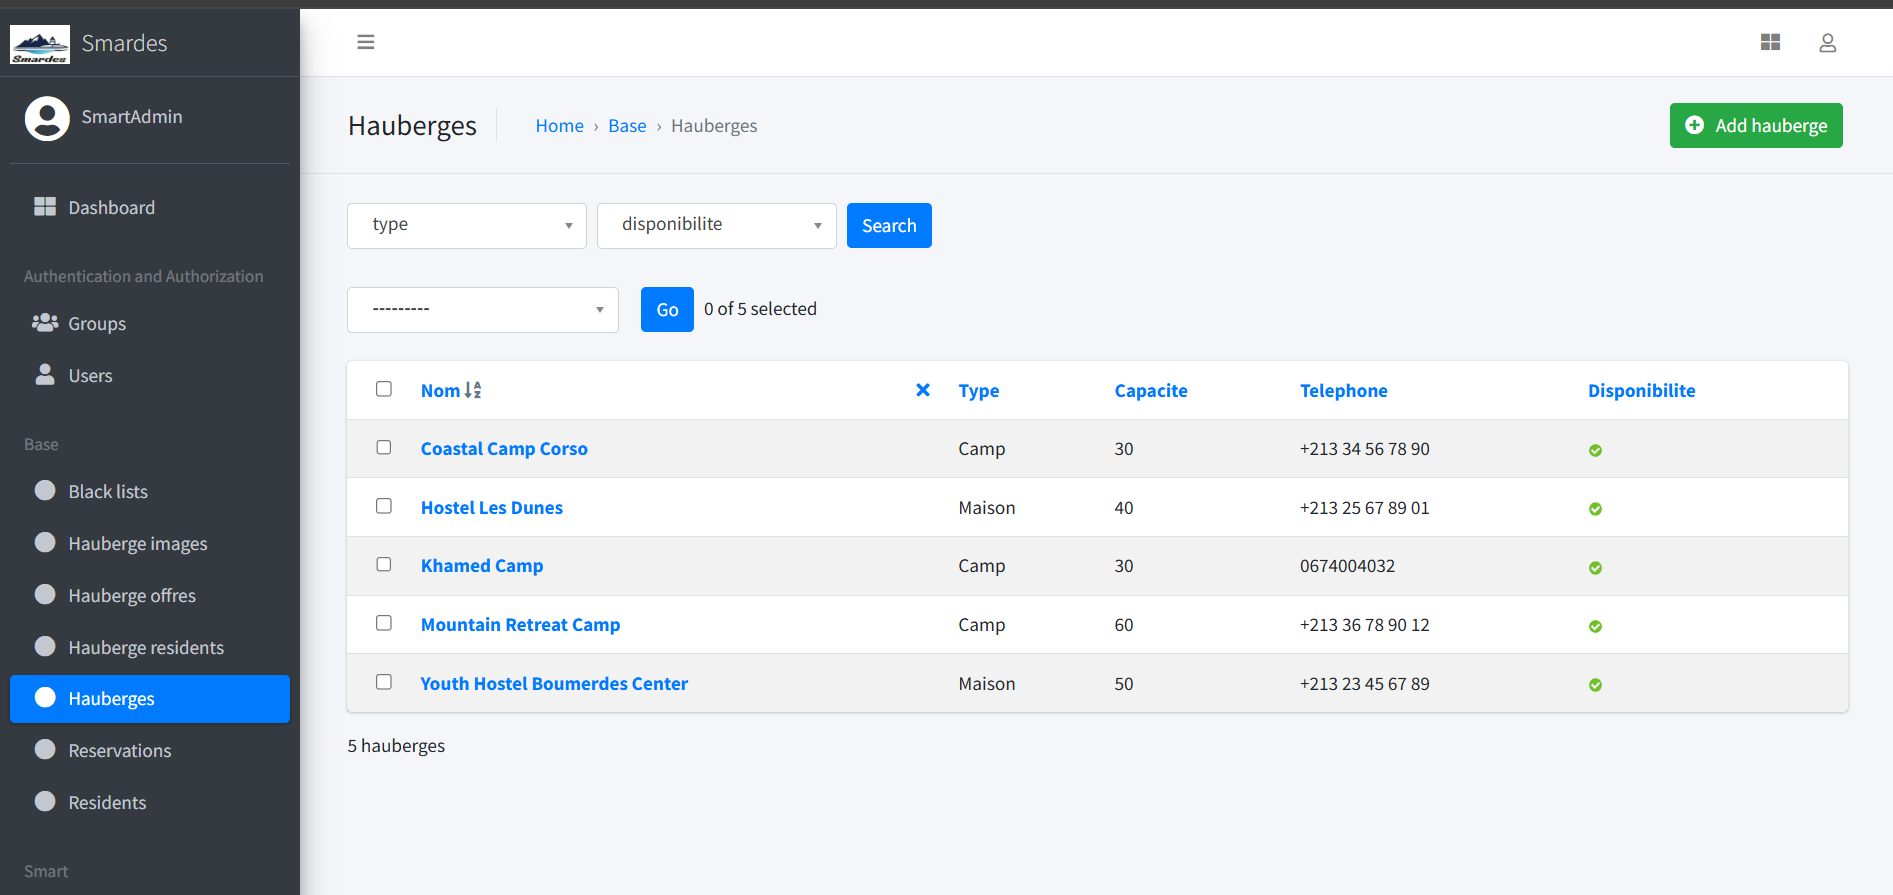 Smardes
Smardes
SmartAdmin
Dashboard
Authentication and Authorization
Groups
Users
Base
Black lists
Hauberge images
Hauberge offres
Hauberge residents
Hauberges
Reservations
Residents
Smart
Hauberges
Home › Base › Hauberges
Add hauberge
type
disponibilite
Search
---------
Go
0 of 5 selected
Nom Type Capacite Telephone Disponibilite
Coastal Camp Corso Camp 30 +213 34 56 78 90
Hostel Les Dunes Maison 40 +213 25 67 89 01
Khamed Camp Camp 30 0674004032
Mountain Retreat Camp Camp 60 +213 36 78 90 12
Youth Hostel Boumerdes Center Maison 50 +213 23 45 67 89
5 hauberges